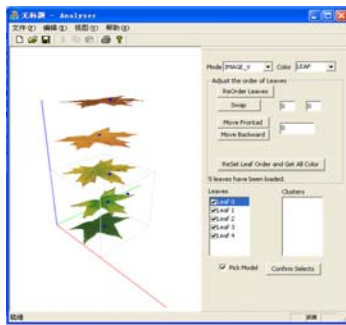 无标题 - Analyser
文件(F) 编辑(E) 视图(V) 帮助(H)
Mode IMAGE_V Color LEAF
Adjust the order of Leaves
ReOrder Leaves
Swap 0 0
Move Frontad
Move Backward
0
ReSet Leaf Order and Get All Color
5 leaves have been loaded.
Leaves Clusters
Leaf 0
Leaf 1
Leaf 2
Leaf 3
Leaf 4
Pick Model Confirm Selects
就绪